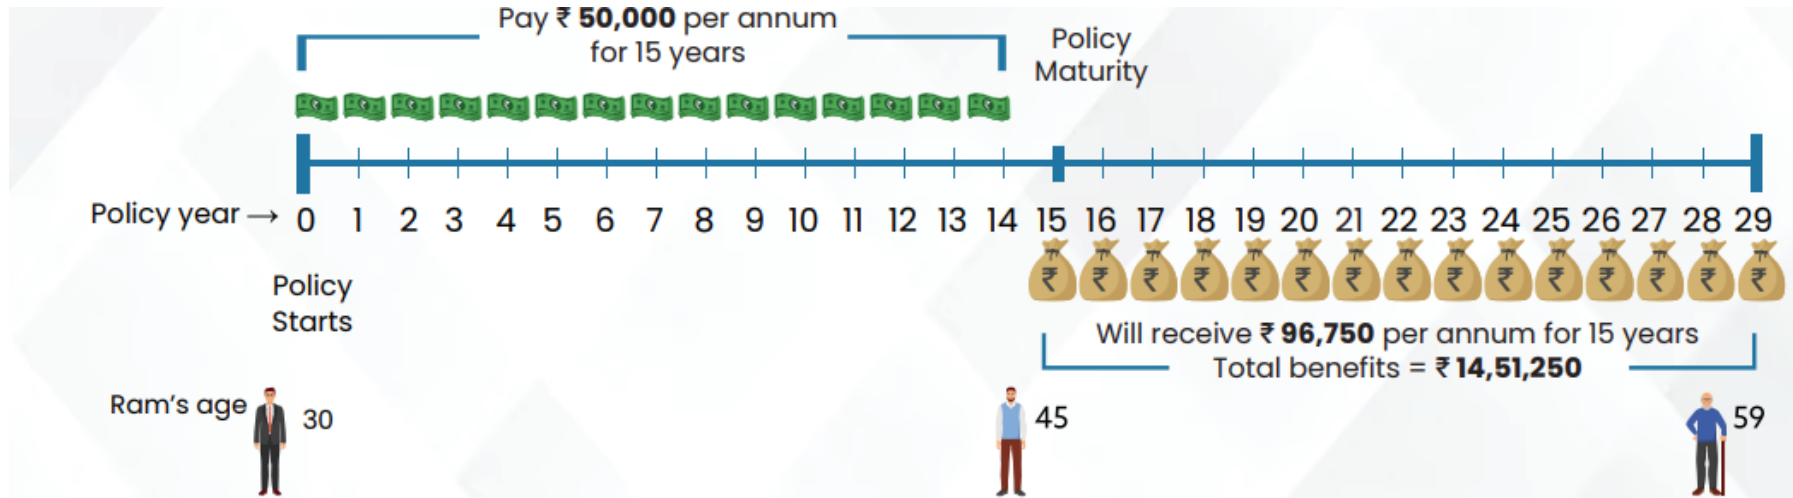 Pay ₹ 50,000 per annum
for 15 years
Policy
Maturity
Policy year → 0 1 2 3 4 5 6 7 8 9 10 11 12 13 14 15 16 17 18 19 20 21 22 23 24 25 26 27 28 29
₹ ₹ ₹ ₹ ₹ ₹ ₹ ₹ ₹ ₹ ₹ ₹ ₹ ₹ ₹
Policy
Starts
Will receive ₹ 96,750 per annum for 15 years
Total benefits = ₹ 14,51,250
Ram's age 30 45 59